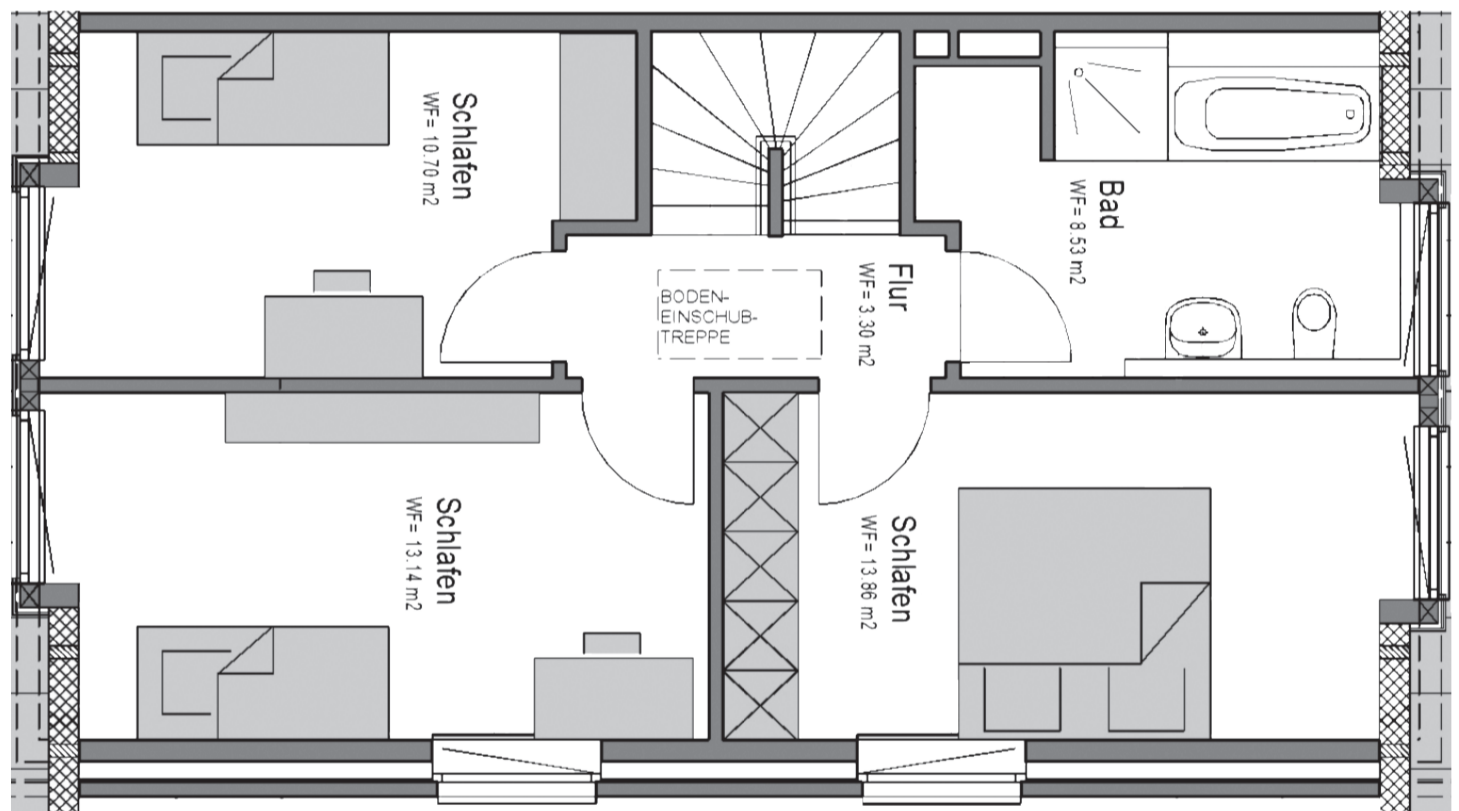 Schlafen
WF= 10.70 m2
Bad
WF= 8.53 m2
Flur
WF= 3.30 m2
BODEN-
EINSCHUB-
TREPPE
Schlafen
WF= 13.14 m2
Schlafen
WF= 13.86 m2